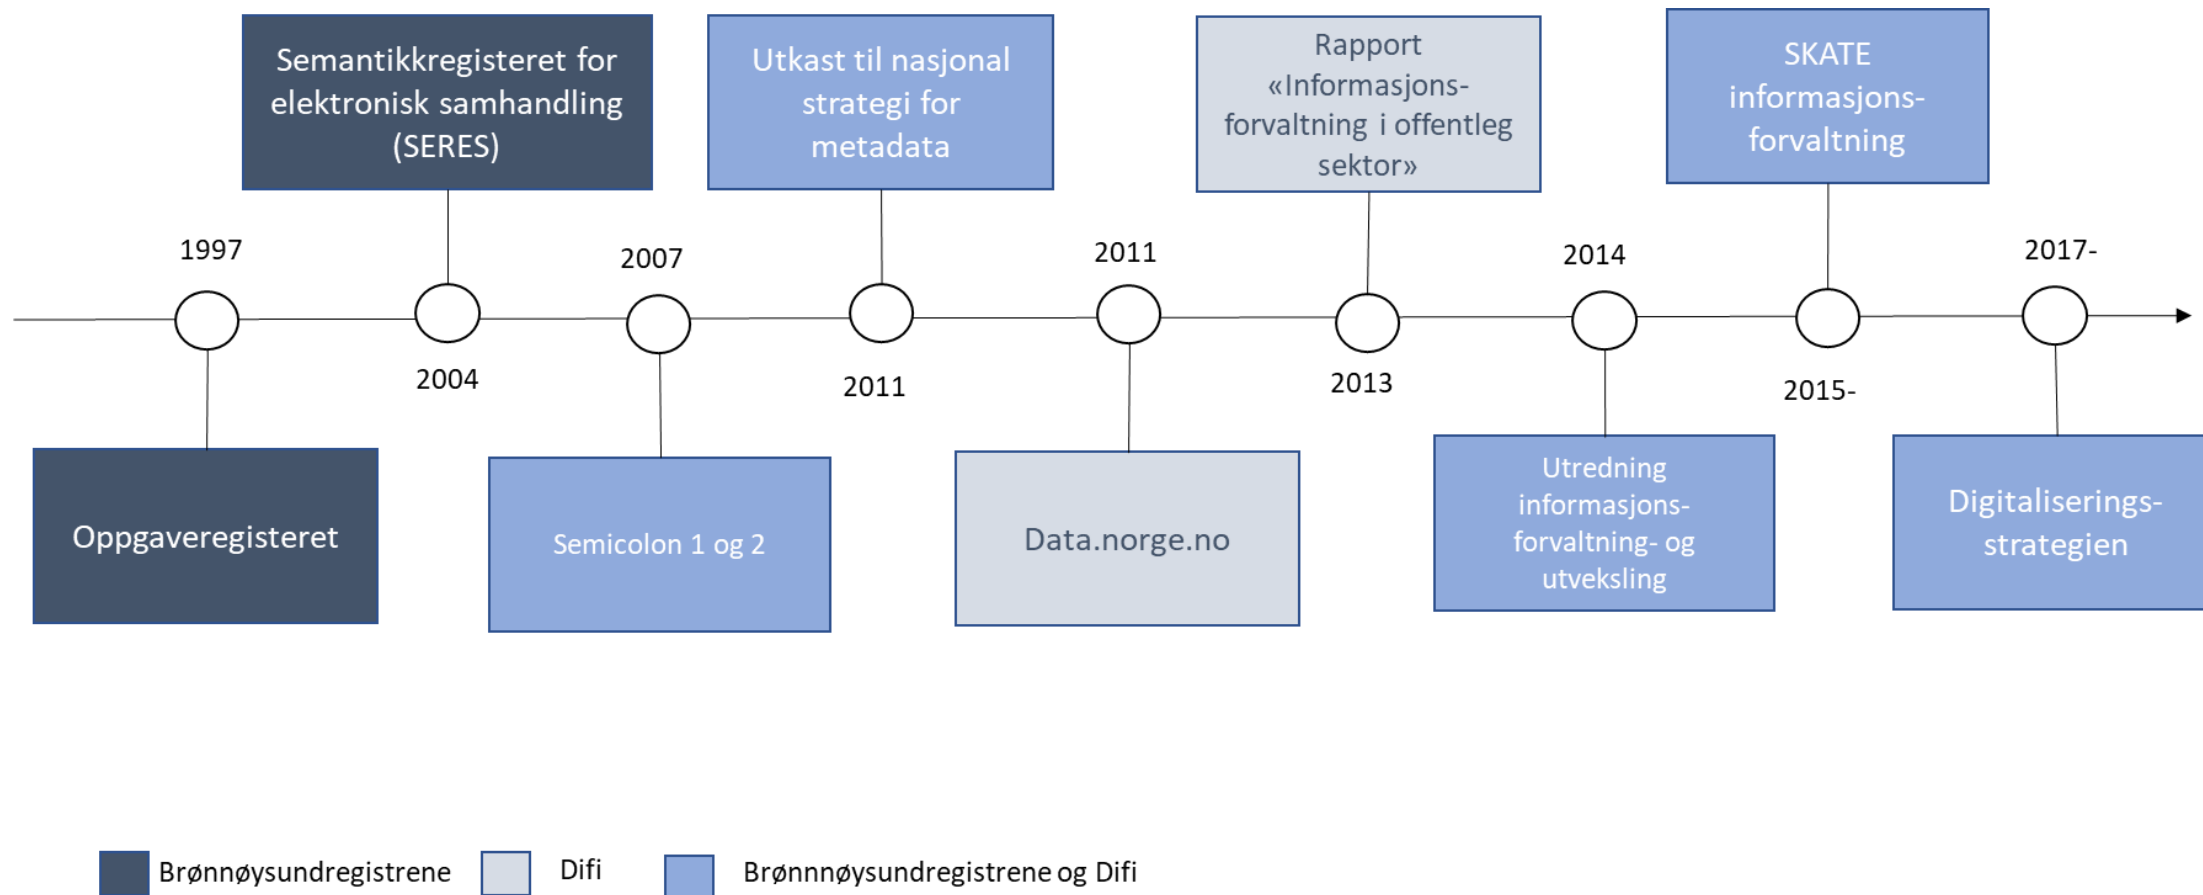 Semantikkregisteret for
elektronisk samhandling
(SERES)
Utkast til nasjonal
strategi for
metadata
Rapport
«Informasjons-
forvaltning i offentleg
sektor»
SKATE
informasjons-
forvaltning
1997
2007
2011
2014
2017-
2004
2011
2013
2015-
Oppgaveregisteret
Semicolon 1 og 2
Data.norge.no
Utredning
informasjons-
forvaltning- og
utveksling
Digitaliserings-
strategien
Brønnøysundregistrene
Difi
Brønnnøysundregistrene og Difi